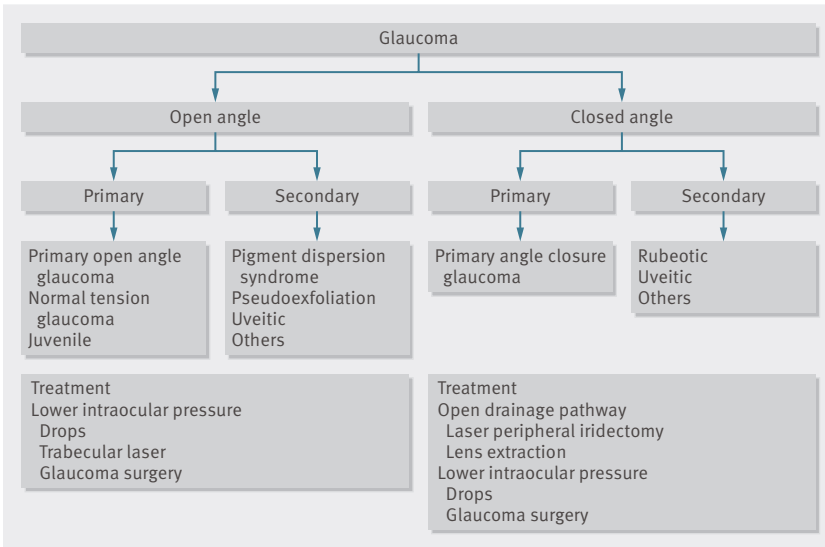 Glaucoma
Open angle
Closed angle
Primary
Secondary
Primary
Secondary
Primary open angle
glaucoma
Normal tension
glaucoma
Juvenile
Pigment dispersion
syndrome
Pseudoexfoliation
Uveitic
Others
Primary angle closure
glaucoma
Rubeotic
Uveitic
Others
Treatment
Lower intraocular pressure
Drops
Trabecular laser
Glaucoma surgery
Treatment
Open drainage pathway
Laser peripheral iridectomy
Lens extraction
Lower intraocular pressure
Drops
Glaucoma surgery